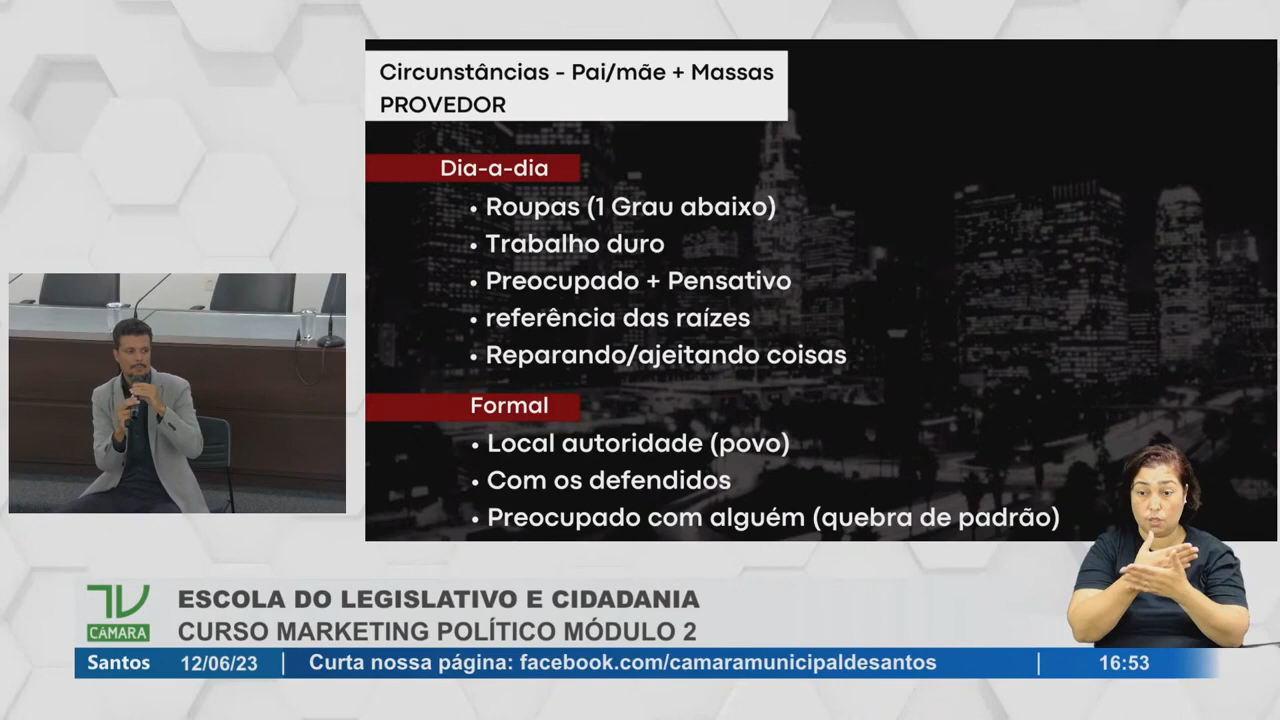 Circunstâncias - Pai/mãe + Massas
PROVEDOR
Dia-a-dia
• Roupas (1 Grau abaixo)
• Trabalho duro
• Preocupado + Pensativo
• referência das raízes
• Reparando/ajeitando coisas
Formal
• Local autoridade (povo)
• Com os defendidos
• Preocupado com alguém (quebra de padrão)
TV
CÂMARA
ESCOLA DO LEGISLATIVO E CIDADANIA
CURSO MARKETING POLÍTICO MÓDULO 2
Santos 12/06/23 | Curta nossa página: facebook.com/camaramunicipaldesantos | 16:53